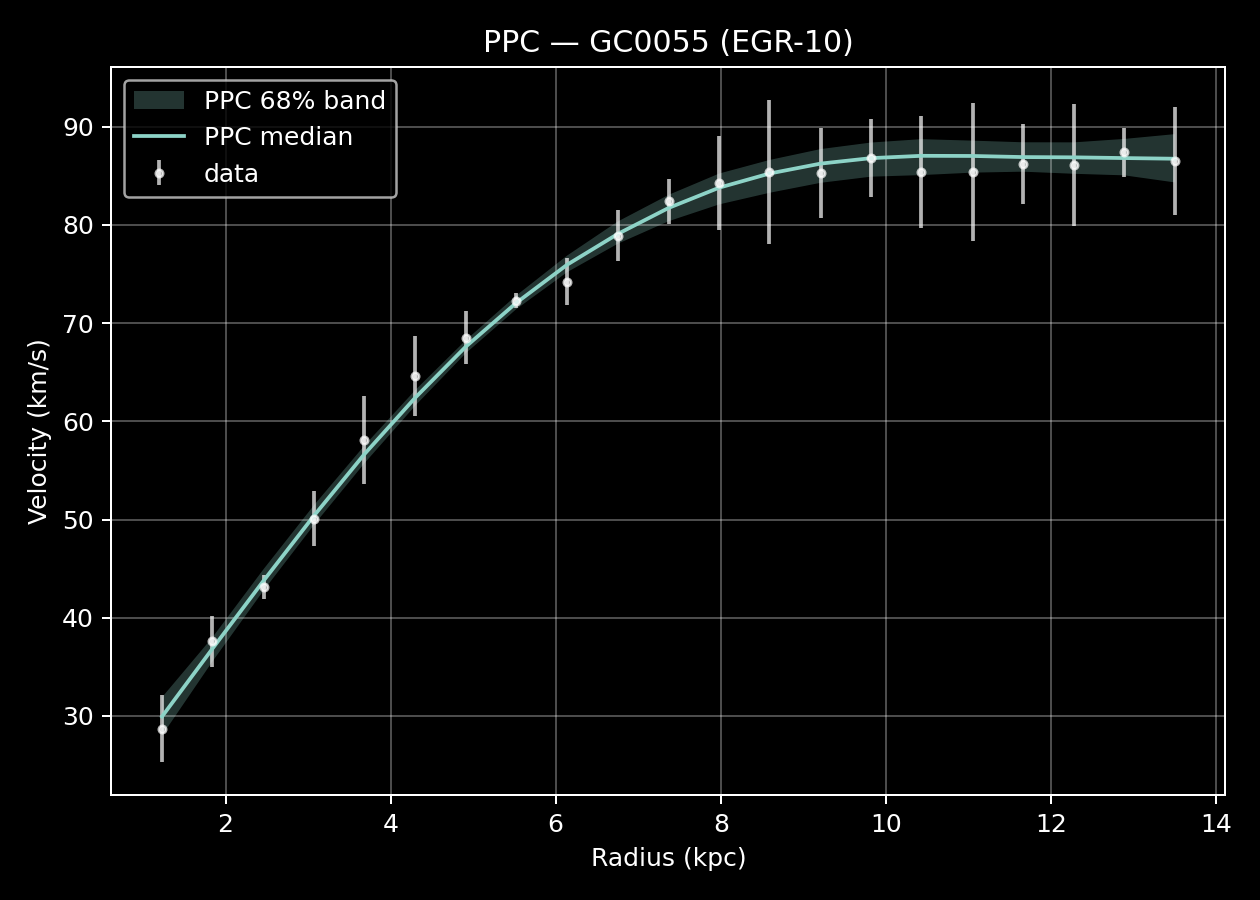 PPC — GC0055 (EGR-10)
PPC 68% band
PPC median
data
Velocity (km/s)
90
80
70
60
50
40
30
2 4 6 8 10 12 14
Radius (kpc)